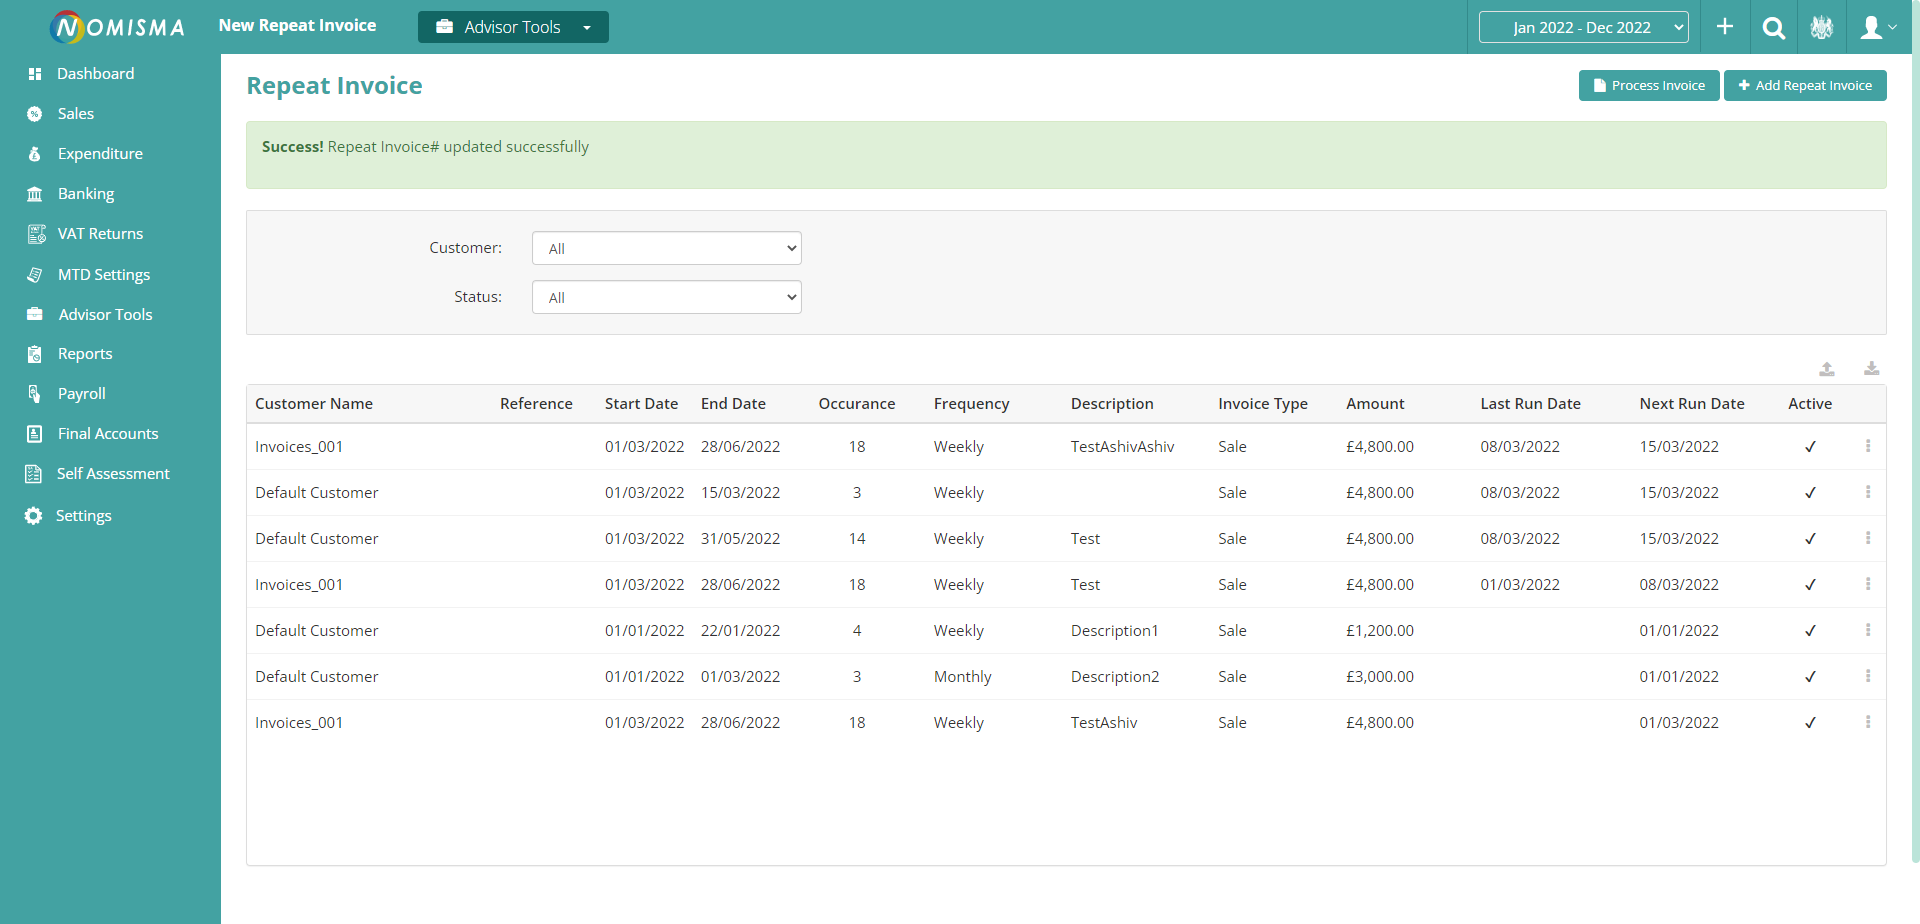 NOMISMA
New Repeat Invoice
Advisor Tools
Jan 2022 - Dec 2022
Dashboard
Sales
Expenditure
Banking
VAT Returns
MTD Settings
Advisor Tools
Reports
Payroll
Final Accounts
Self Assessment
Settings
Repeat Invoice
Process Invoice
Add Repeat Invoice
Success! Repeat Invoice# updated successfully
Customer: All
Status: All
Customer Name Reference Start Date End Date Occurance Frequency Description Invoice Type Amount Last Run Date Next Run Date Active
Invoices_001 01/03/2022 28/06/2022 18 Weekly TestAshivAshiv Sale £4,800.00 08/03/2022 15/03/2022
Default Customer 01/03/2022 15/03/2022 3 Weekly Sale £4,800.00 08/03/2022 15/03/2022
Default Customer 01/03/2022 31/05/2022 14 Weekly Test Sale £4,800.00 08/03/2022 15/03/2022
Invoices_001 01/03/2022 28/06/2022 18 Weekly Test Sale £4,800.00 01/03/2022 08/03/2022
Default Customer 01/01/2022 22/01/2022 4 Weekly Description1 Sale £1,200.00 01/01/2022
Default Customer 01/01/2022 01/03/2022 3 Monthly Description2 Sale £3,000.00 01/01/2022
Invoices_001 01/03/2022 28/06/2022 18 Weekly TestAshiv Sale £4,800.00 01/03/2022